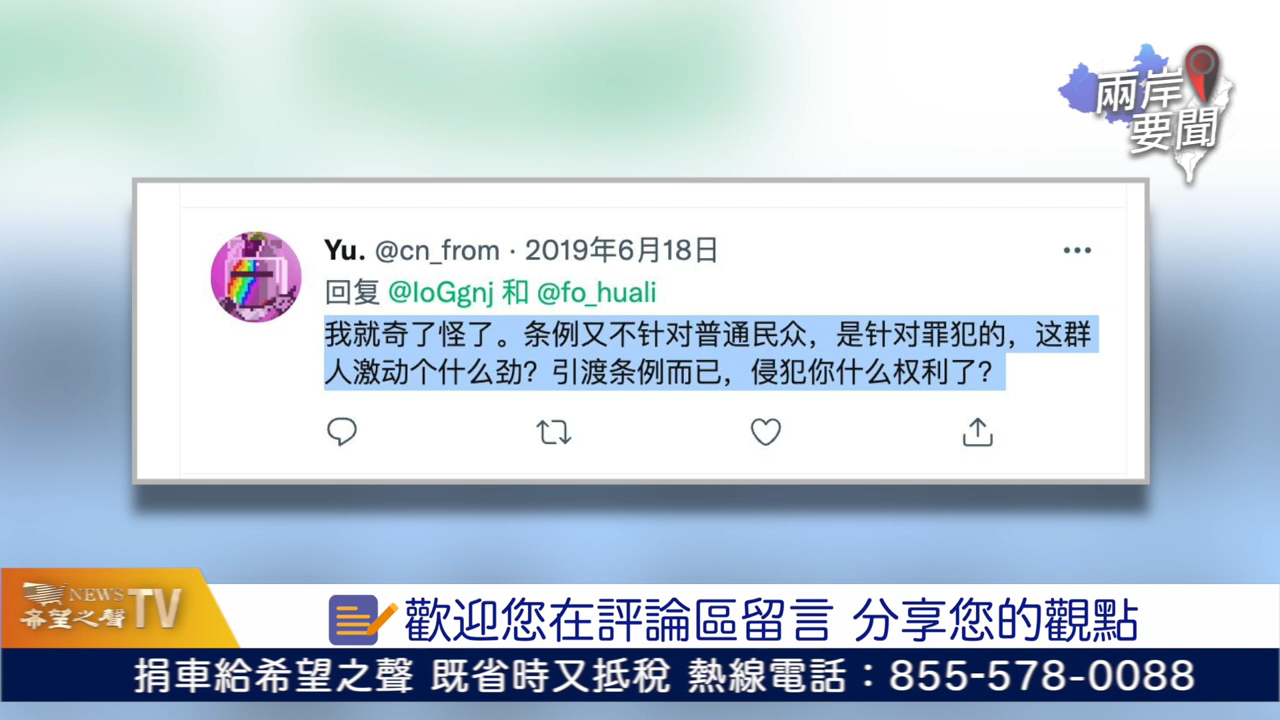 兩岸
要聞
Yu. @cn_from · 2019年6月18日
回复 @loGgnj 和 @fo_huali
我就奇了怪了。条例又不针对普通民众，是针对罪犯的，这群
人激动个什么劲？引渡条例而已，侵犯你什么权利了？
NEWS
希望之聲 TV
歡迎您在評論區留言 分享您的觀點
捐車給希望之聲 既省時又抵稅 熱線電話：855-578-0088